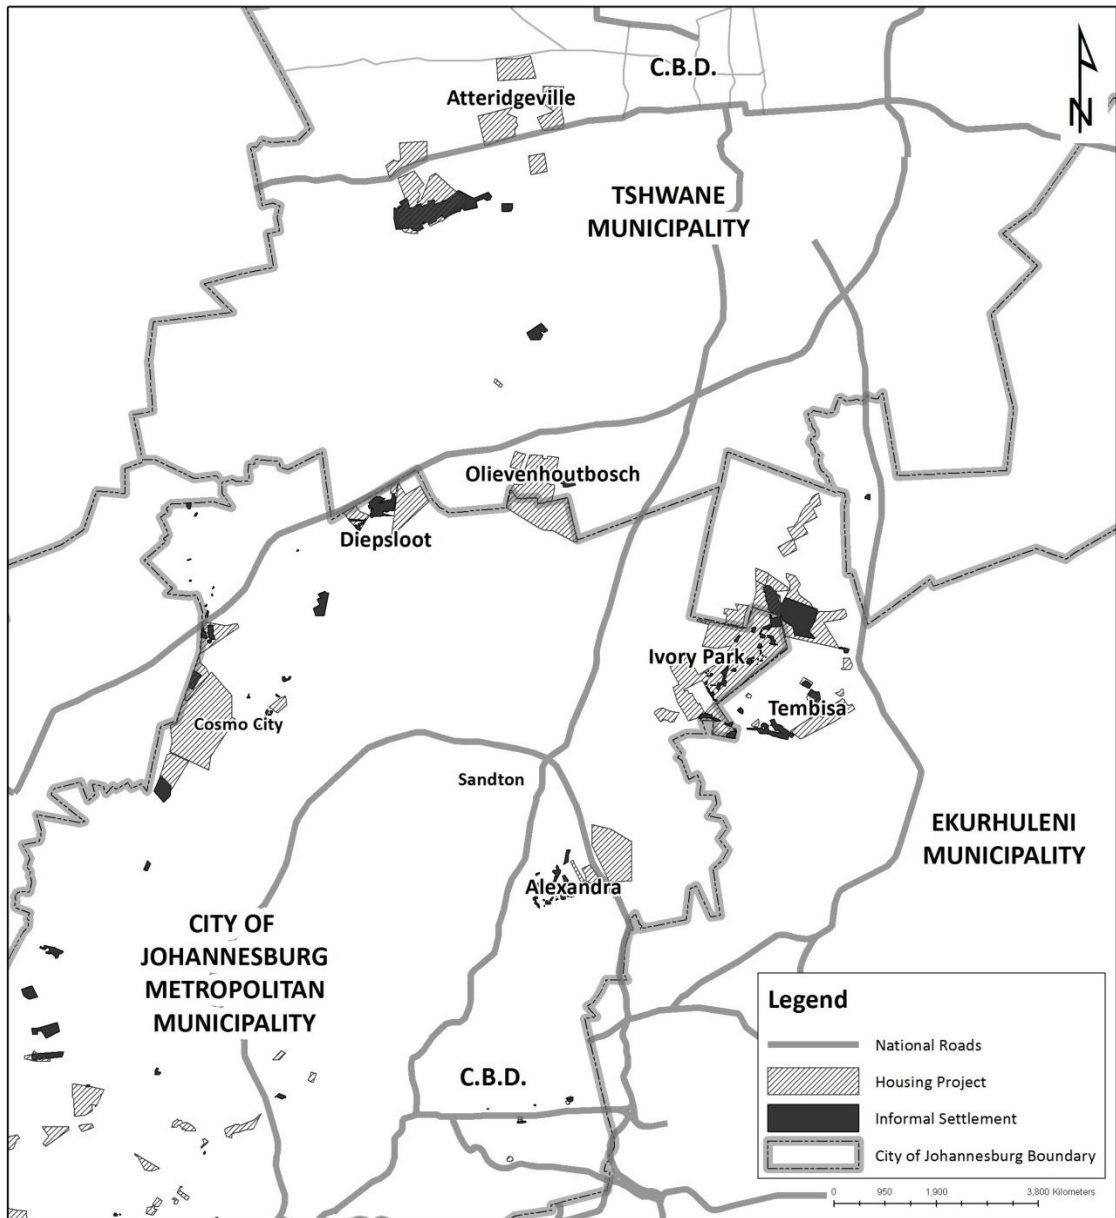 C.B.D.
Atteridgeville
N
TSHWANE
MUNICIPALITY
Olievenhoutbosch
Diepsloot
Ivory Park
Tembisa
Cosmo City
Sandton
EKURHULENI
MUNICIPALITY
Alexandra
CITY OF
JOHANNESBURG
METROPOLITAN
MUNICIPALITY
C.B.D.
Legend
National Roads
Housing Project
Informal Settlement
City of Johannesburg Boundary
0 950 1,900 3,800 Kilometers